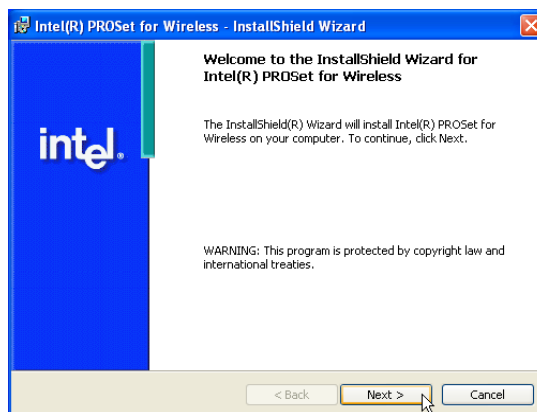 Intel(R) PROSet for Wireless - InstallShield Wizard
Welcome to the InstallShield Wizard for
Intel(R) PROSet for Wireless
The InstallShield(R) Wizard will install Intel(R) PROSet for
Wireless on your computer. To continue, click Next.
intel.
WARNING: This program is protected by copyright law and
international treaties.
< Back
Next >
Cancel